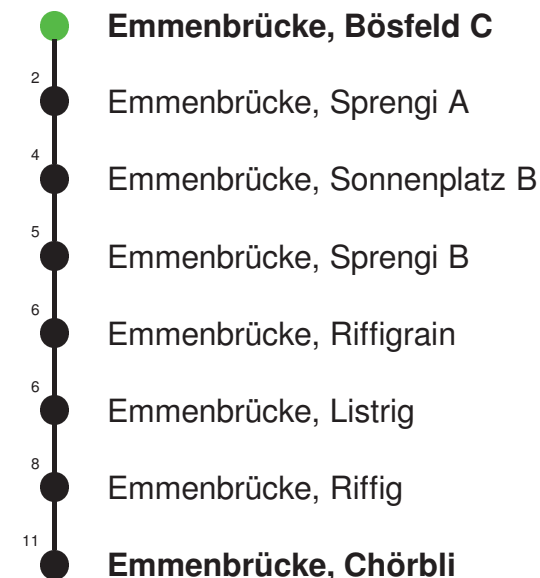 Emmenbrücke, Bösfeld C
2
Emmenbrücke, Sprengi A
4
Emmenbrücke, Sonnenplatz B
5
Emmenbrücke, Sprengi B
6
Emmenbrücke, Riffigrain
6
Emmenbrücke, Listrig
8
Emmenbrücke, Riffig
11
Emmenbrücke, Chörbli